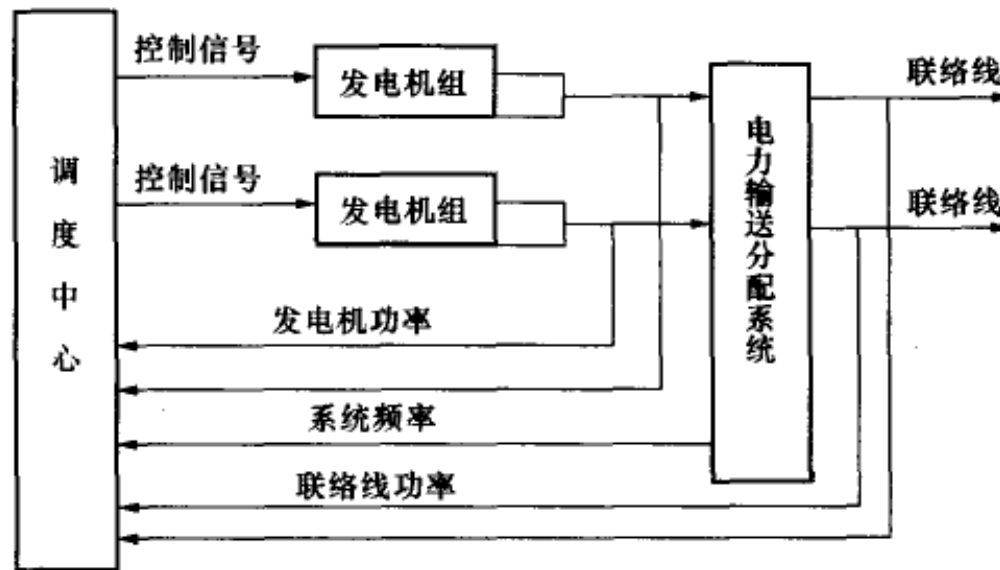 控制信号
发电机组
联络线
调度中心
电力输送分配系统
控制信号
发电机组
联络线
发电机功率
系统频率
联络线功率